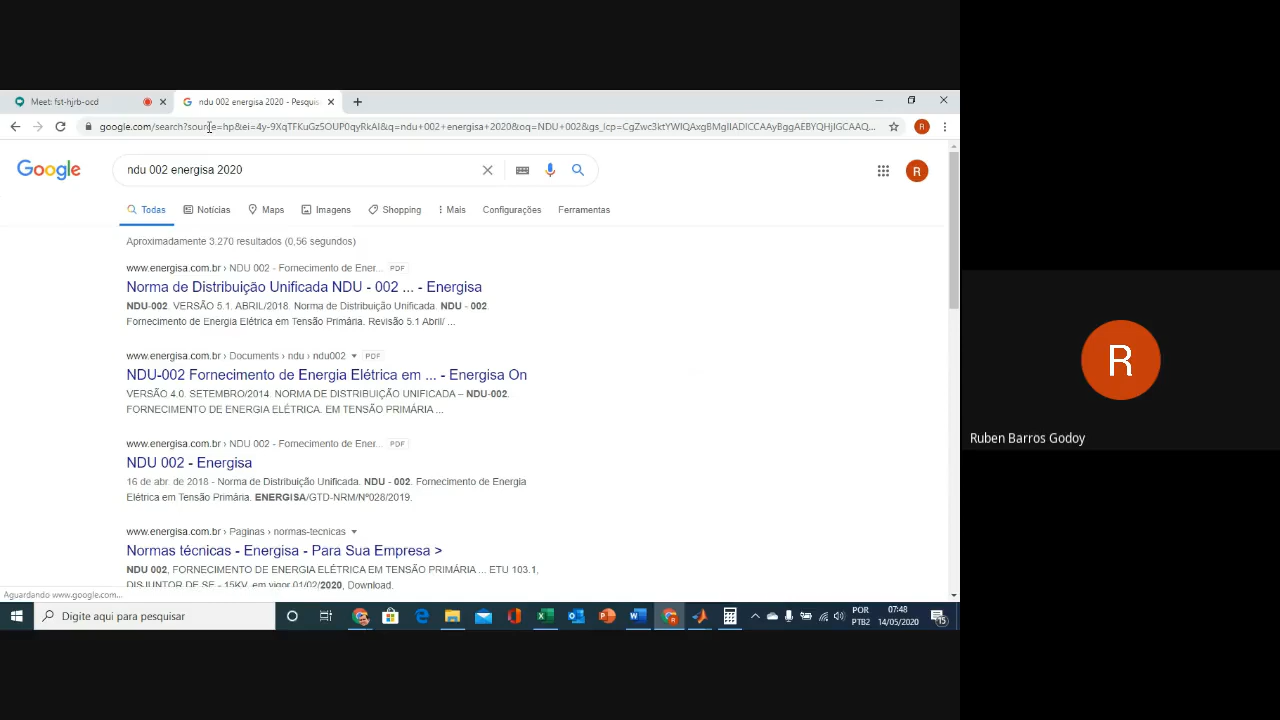 Meet: fst-hjrb-ocd
ndu 002 energisa 2020 - Pesquis
google.com/search?source=hp&ei=4y-9XqTFKuGz5OUP0qyRkAI&q=ndu+002+energisa+2020&oq=NDU+002&gs_lcp=CgZwc3ktYWIQAxgBMgIIADICCAAyBggAEBYQHjIGCAAQ...
R
Google
ndu 002 energisa 2020
R
Todas Notícias Maps Imagens Shopping Mais Configurações Ferramentas
Aproximadamente 3.270 resultados (0,56 segundos)
www.energisa.com.br › NDU 002 - Fornecimento de Ener... PDF
Norma de Distribuição Unificada NDU - 002 ... - Energisa
NDU-002. VERSÃO 5.1. ABRIL/2018. Norma de Distribuição Unificada. NDU - 002.
Fornecimento de Energia Elétrica em Tensão Primária. Revisão 5.1 Abril/ ...
www.energisa.com.br › Documents › ndu › ndu002 PDF
NDU-002 Fornecimento de Energia Elétrica em ... - Energisa On
VERSÃO 4.0. SETEMBRO/2014. NORMA DE DISTRIBUIÇÃO UNIFICADA – NDU-002.
FORNECIMENTO DE ENERGIA ELÉTRICA. EM TENSÃO PRIMÁRIA ...
www.energisa.com.br › NDU 002 - Fornecimento de Ener... PDF
NDU 002 - Energisa
16 de abr. de 2018 - Norma de Distribuição Unificada. NDU - 002. Fornecimento de Energia
Elétrica em Tensão Primária. ENERGISA/GTD-NRM/Nº028/2019.
www.energisa.com.br › Paginas › normas-tecnicas
Normas técnicas - Energisa - Para Sua Empresa >
NDU 002, FORNECIMENTO DE ENERGIA ELÉTRICA EM TENSÃO PRIMÁRIA ... ETU 103.1,
DISJUNTOR DE SE - 15KV, em vigor 01/02/2020, Download.
Aguardando www.google.com...
Digite aqui para pesquisar
POR
PTB2
07:48
14/05/2020
15
R
Ruben Barros Godoy